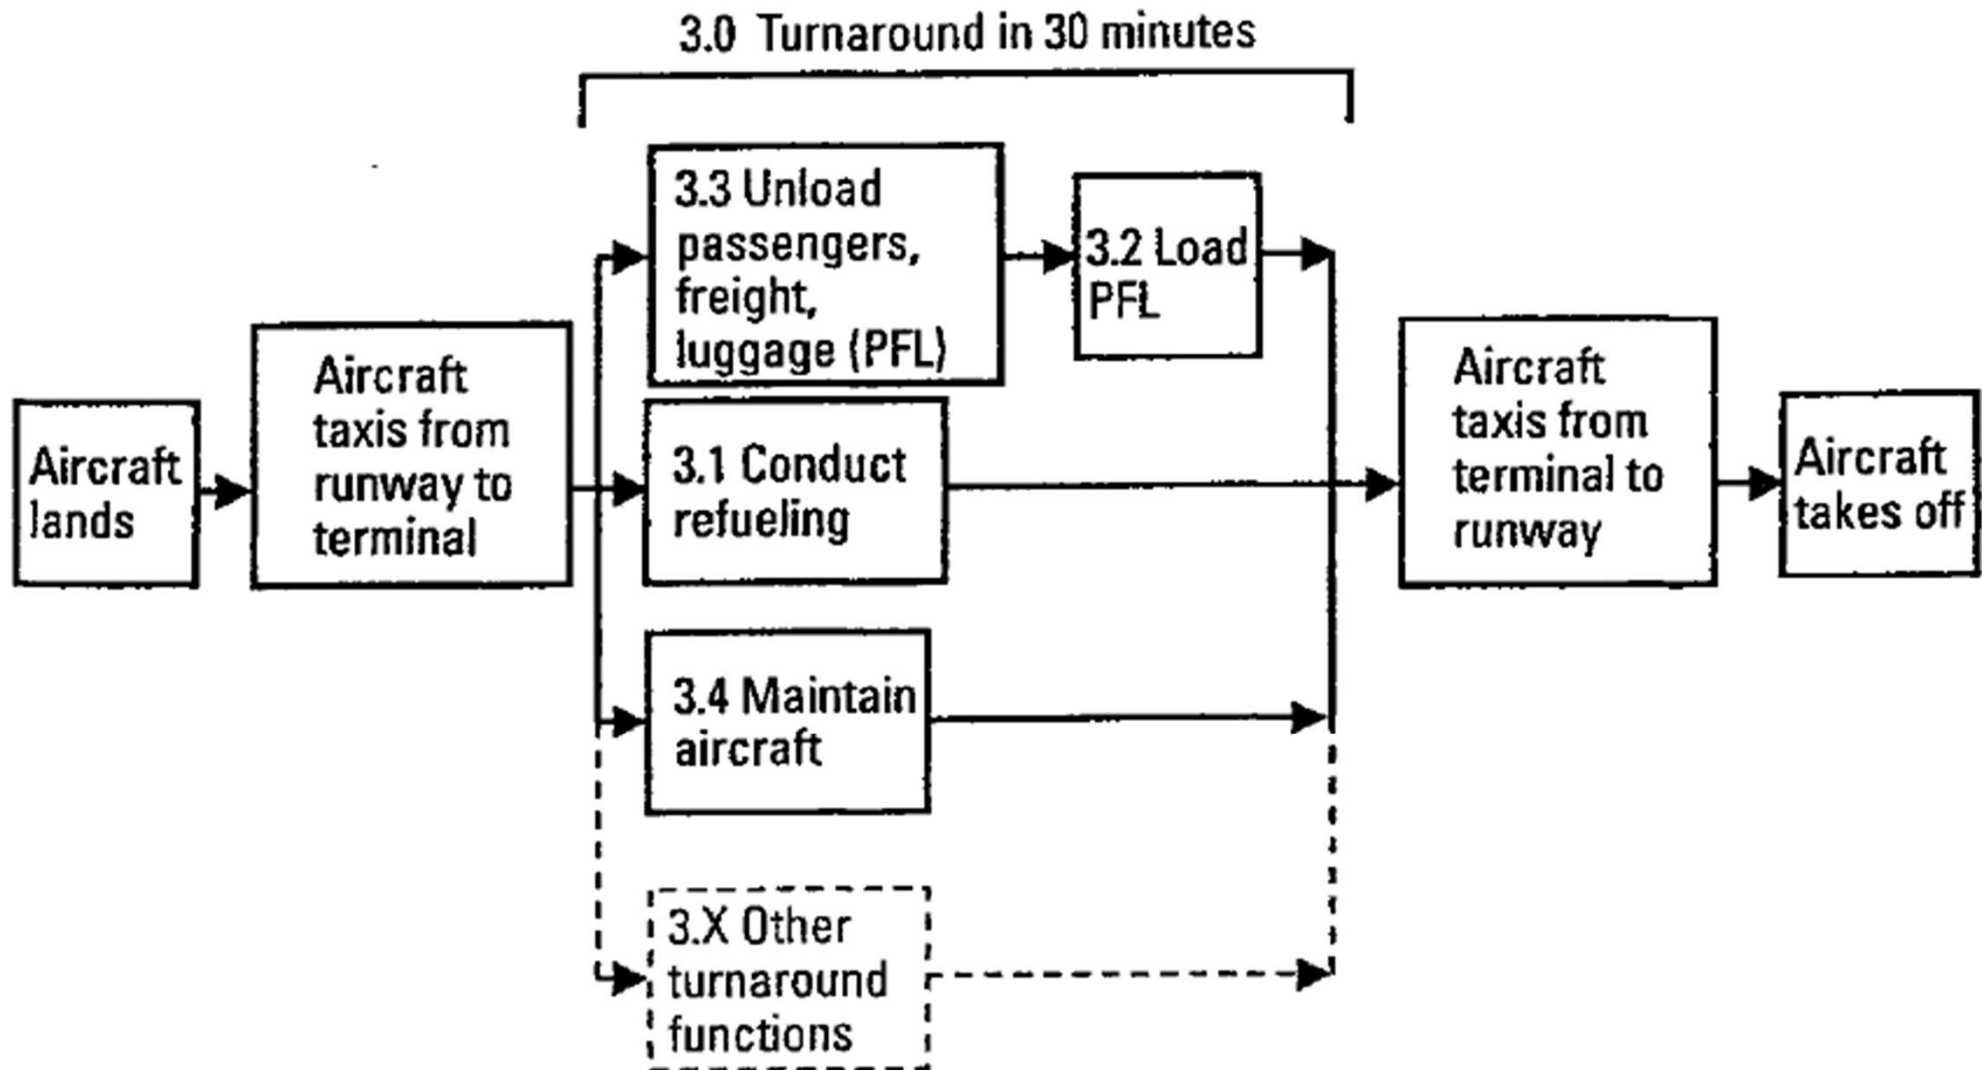 3.0 Turnaround in 30 minutes
Aircraft
lands
Aircraft
taxis from
runway to
terminal
3.3 Unload
passengers,
freight,
luggage (PFL)
3.2 Load
PFL
3.1 Conduct
refueling
3.4 Maintain
aircraft
3.X Other
turnaround
functions
Aircraft
taxis from
terminal to
runway
Aircraft
takes off